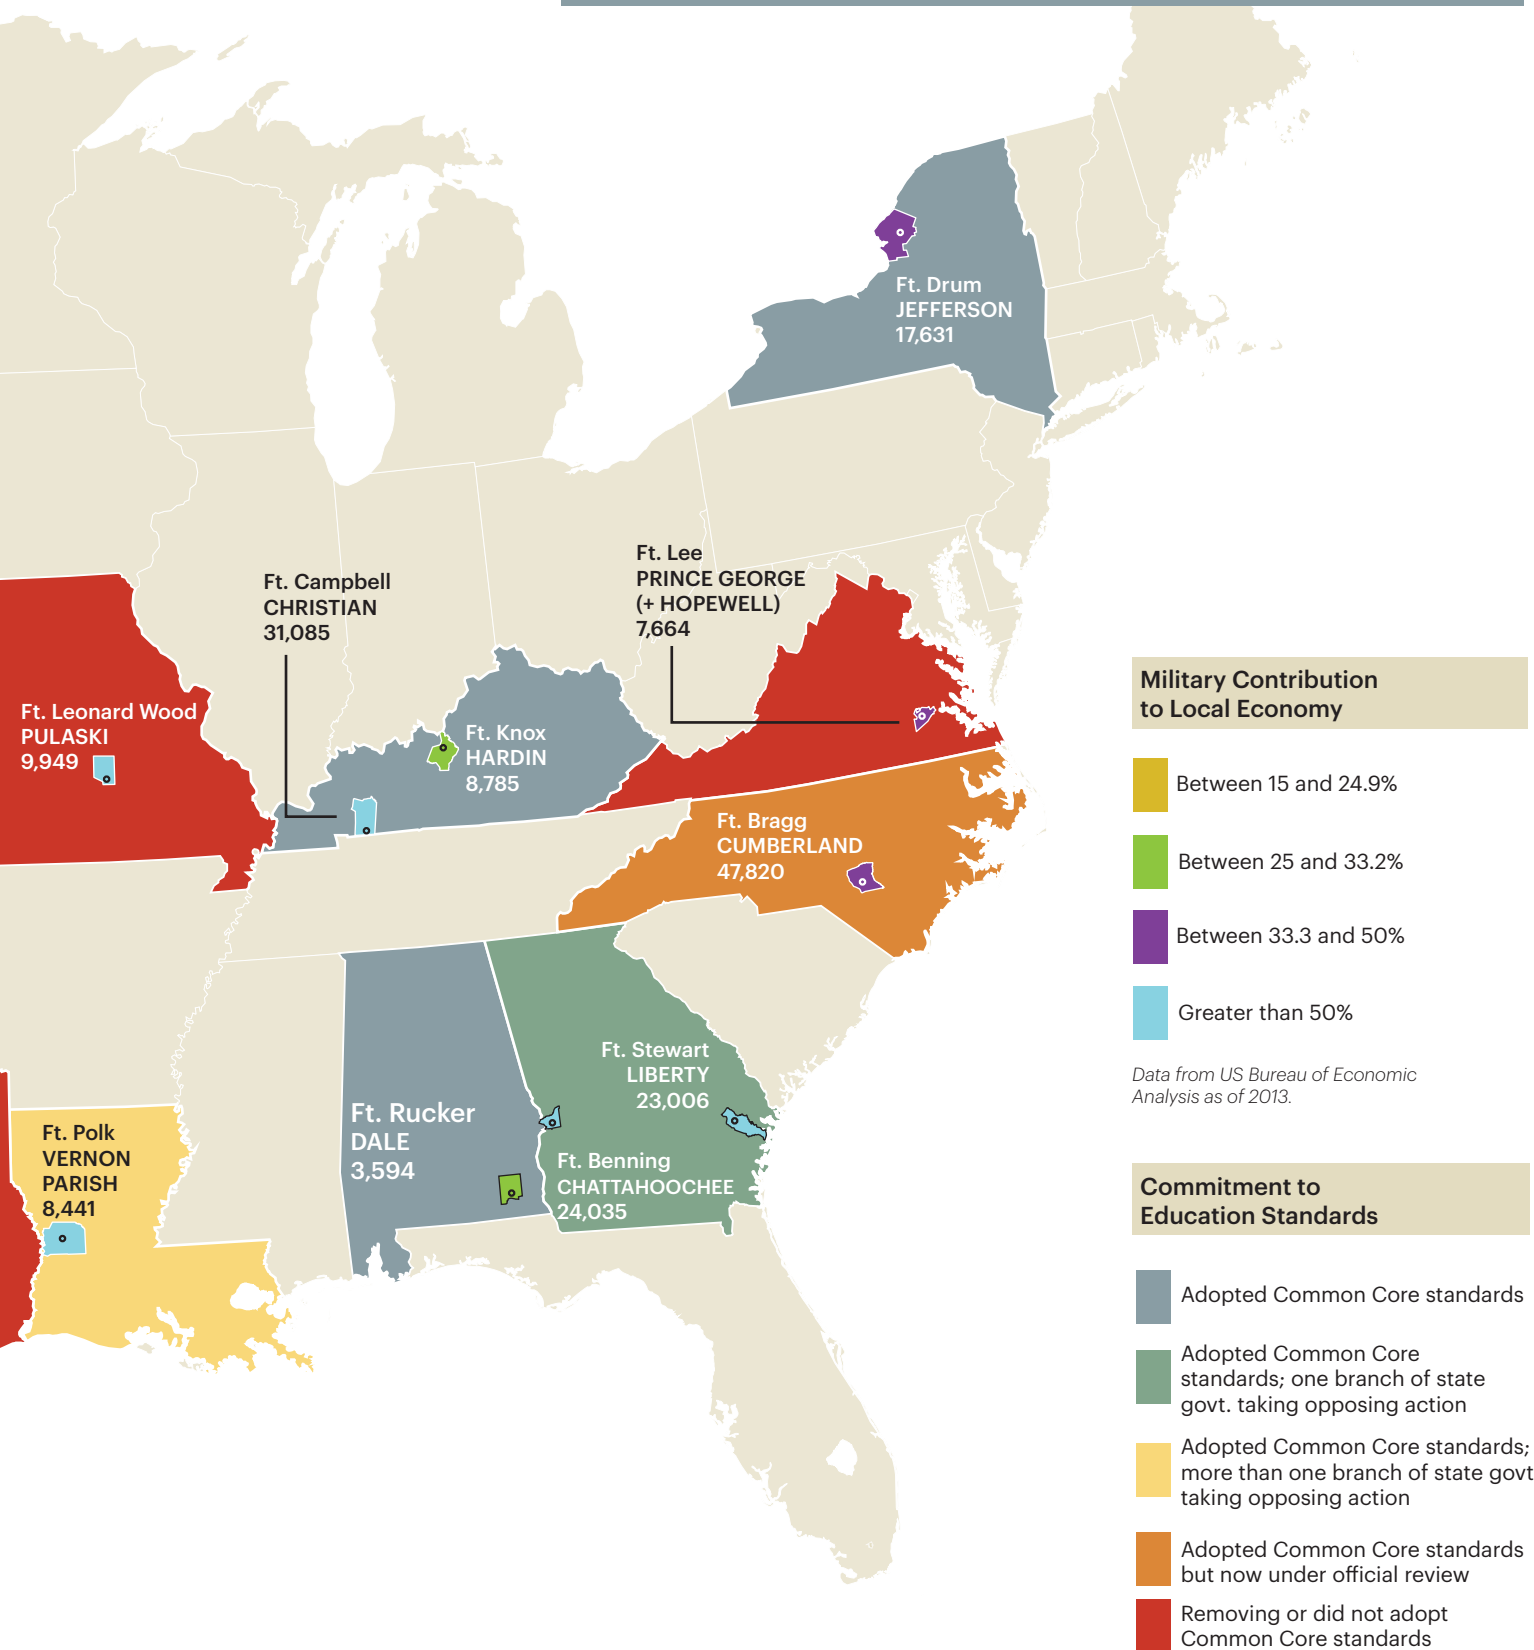 Ft. Drum
JEFFERSON
17,631
Ft. Lee
PRINCE GEORGE
(+ HOPEWELL)
7,664
Ft. Campbell
CHRISTIAN
31,085
Ft. Leonard Wood
PULASKI
9,949
Ft. Knox
HARDIN
8,785
Ft. Bragg
CUMBERLAND
47,820
Ft. Stewart
LIBERTY
23,006
Ft. Rucker
DALE
3,594
Ft. Benning
CHATTAHOOCHEE
24,035
Ft. Polk
VERNON
PARISH
8,441
Military Contribution
to Local Economy
Between 15 and 24.9%
Between 25 and 33.2%
Between 33.3 and 50%
Greater than 50%
Data from US Bureau of Economic
Analysis as of 2013.
Commitment to
Education Standards
Adopted Common Core standards
Adopted Common Core
standards; one branch of state
govt. taking opposing action
Adopted Common Core standards;
more than one branch of state govt
taking opposing action
Adopted Common Core standards
but now under official review
Removing or did not adopt
Common Core standards